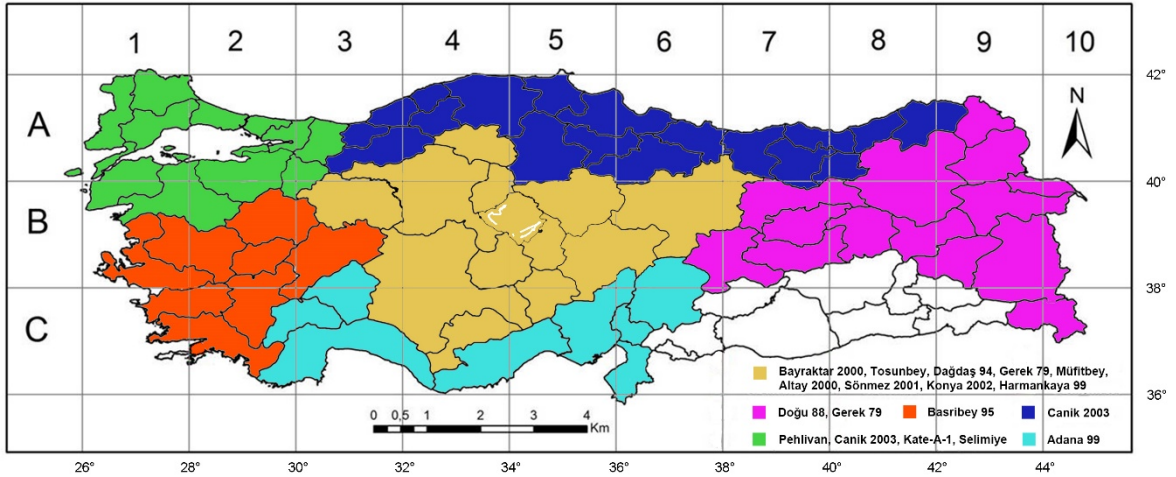 1 2 3 4 5 6 7 8 9 10
42°
A
N
40°
B
38°
C
Bayraktar 2000, Tosunbey, Dağdaş 94, Gerek 79, Müfitbey,
Altay 2000, Sönmez 2001, Konya 2002, Harmankaya 99
36°
Doğu 88, Gerek 79
Basribey 95
Canik 2003
0 0,5 1 2 3 4
Km
Pehlivan, Canik 2003, Kate-A-1, Selimiye
Adana 99
26° 28° 30° 32° 34° 36° 38° 40° 42° 44°